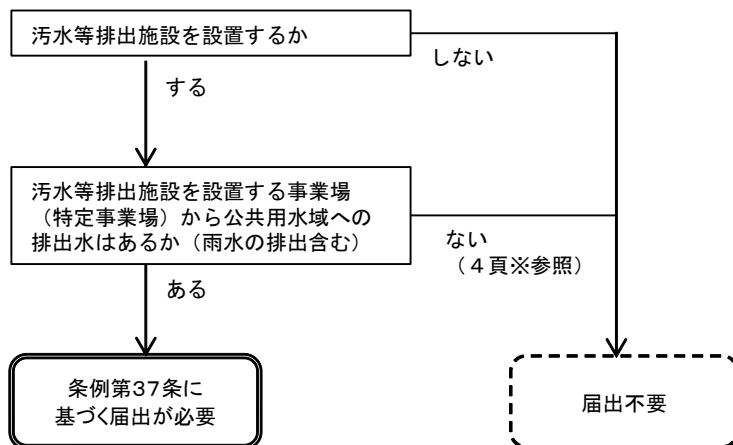 汚水等排出施設を設置するか
しない
する
汚水等排出施設を設置する事業場
（特定事業場）から公共用水域への
排出水はあるか（雨水の排出含む）
ない
（４頁※参照）
ある
条例第37条に
基づく届出が必要
届出不要